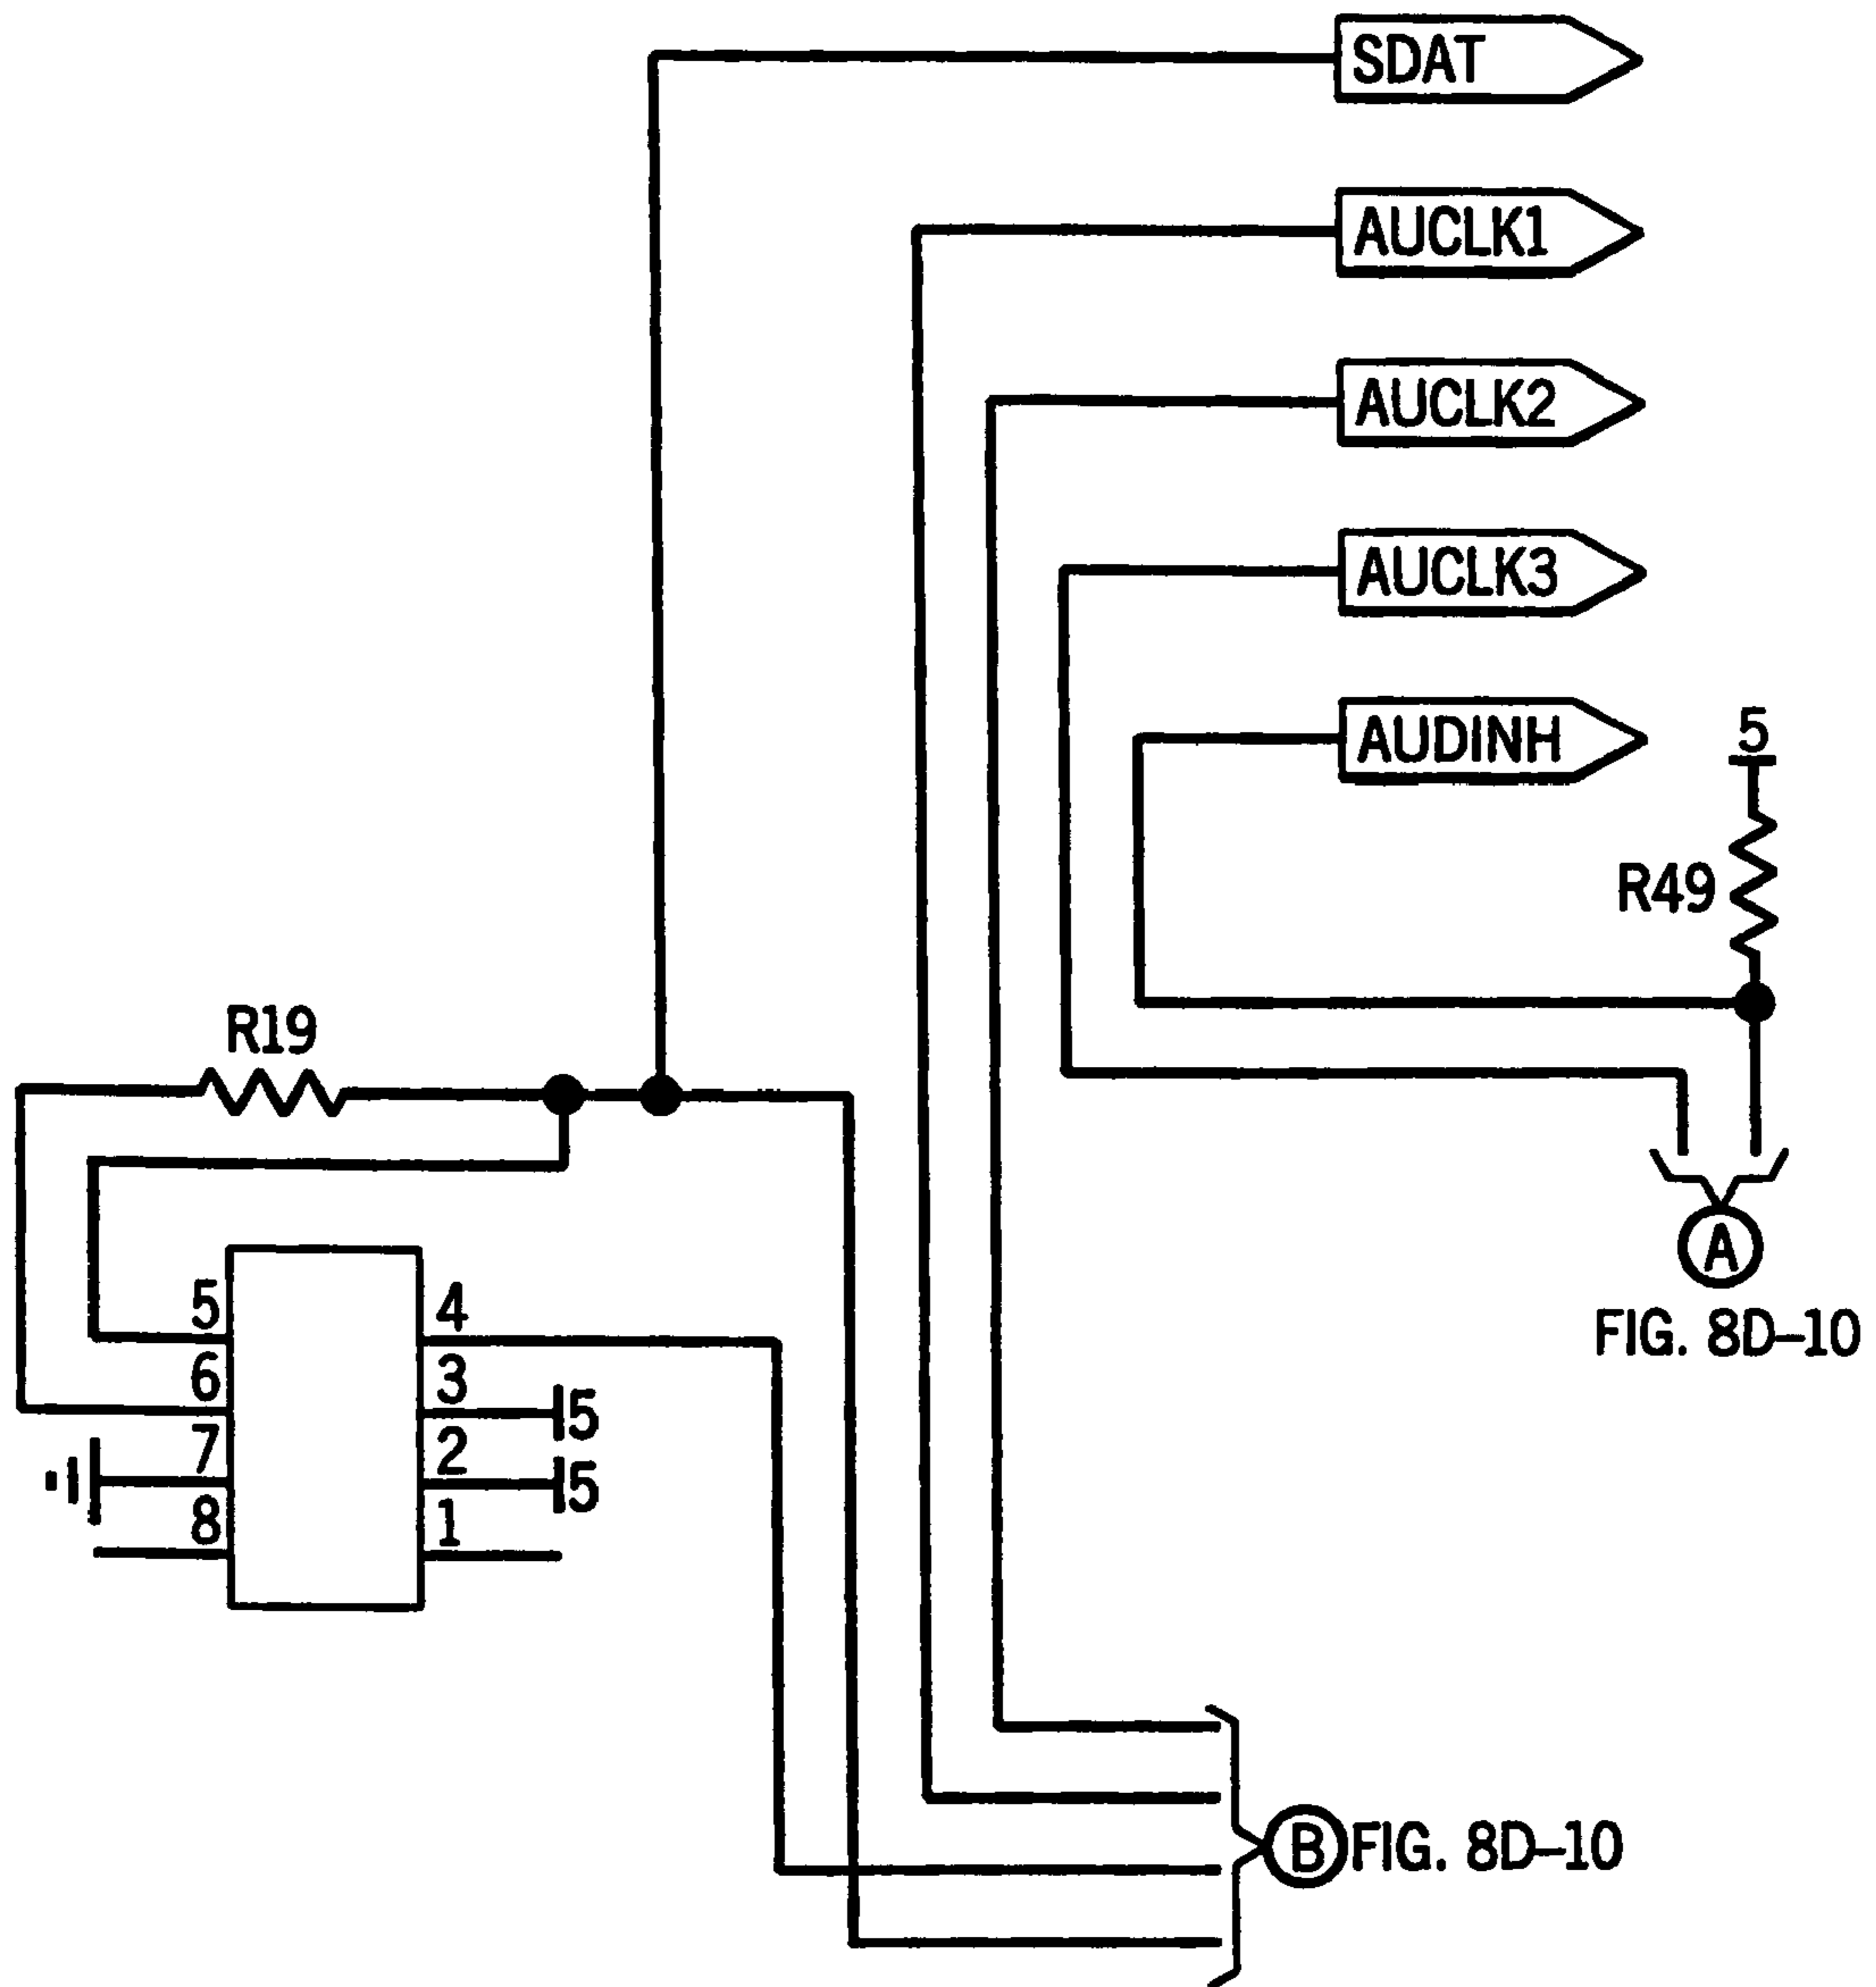 SDAT
AUCLK1
AUCLK2
AUCLK3
AUDINH
5
R49
R19
A
FIG. 8D–10
5
4
6
3
5
7
2
5
8
1
B
FIG. 8D–10